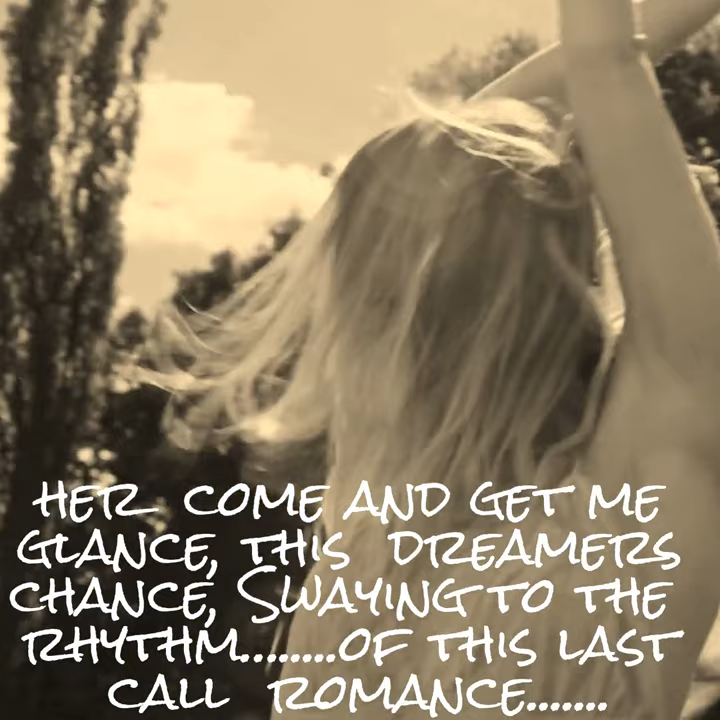 HER COME AND GET ME
GLANCE, THIS DREAMERS
CHANCE, SWAYING TO THE
RHYTHM........OF THIS LAST
CALL ROMANCE.......